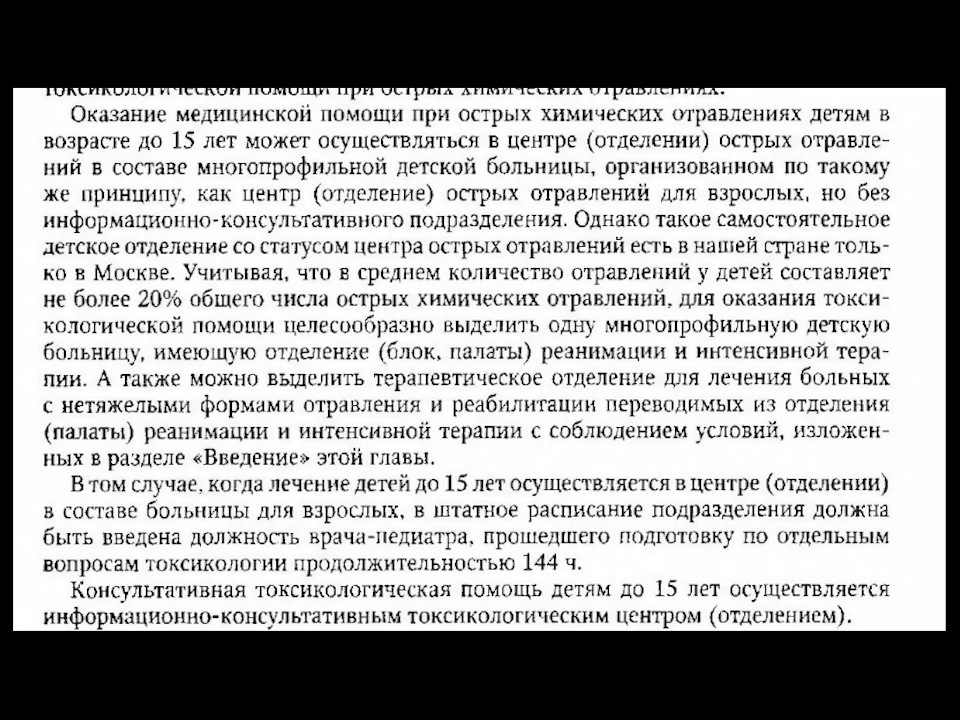 токсикологической помощи при острых химических отравлениях.
Оказание медицинской помощи при острых химических отравлениях детям в
возрасте до 15 лет может осуществляться в центре (отделении) острых отравле-
ний в составе многопрофильной детской больницы, организованном по такому
же принципу, как центр (отделение) острых отравлений для взрослых, но без
информационно-консультативного подразделения. Однако такое самостоятельное
детское отделение со статусом центра острых отравлений есть в нашей стране толь-
ко в Москве. Учитывая, что в среднем количество отравлений у детей составляет
не более 20% общего числа острых химических отравлений, для оказания токси-
кологической помощи целесообразно выделить одну многопрофильную детскую
больницу, имеющую отделение (блок, палаты) реанимации и интенсивной тера-
пии. А также можно выделить терапевтическое отделение для лечения больных
с нетяжелыми формами отравления и реабилитации переводимых из отделения
(палаты) реанимации и интенсивной терапии с соблюдением условий, изложен-
ных в разделе «Введение» этой главы.
В том случае, когда лечение детей до 15 лет осуществляется в центре (отделении)
в составе больницы для взрослых, в штатное расписание подразделения должна
быть введена должность врача-педиатра, прошедшего подготовку по отдельным
вопросам токсикологии продолжительностью 144 ч.
Консультативная токсикологическая помощь детям до 15 лет осуществляется
информационно-консультативным токсикологическим центром (отделением).